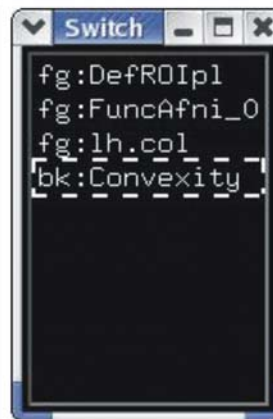 Switch
fg:DefROIpl
fg:FuncAfni_0
fg:lh.col
bk:Convexity